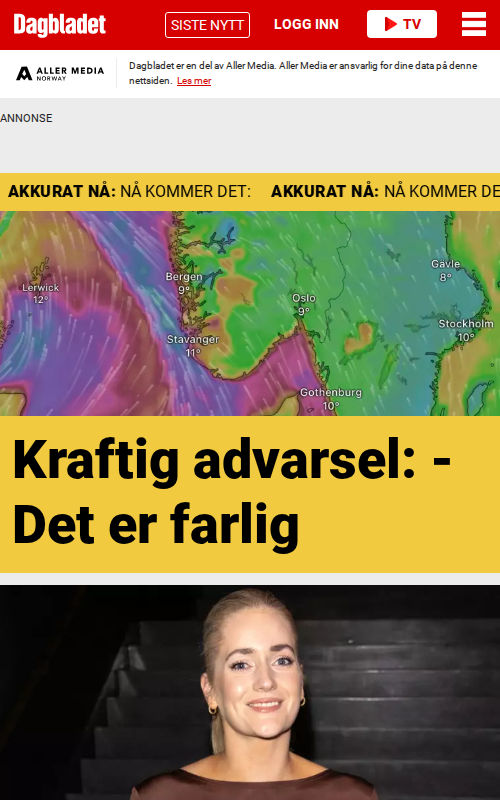 Dagbladet
SISTE NYTT
LOGG INN
TV
ALLER MEDIA
NORWAY
Dagbladet er en del av Aller Media. Aller Media er ansvarlig for dine data på denne
nettsiden. Les mer
ANNONSE
AKKURAT NÅ: NÅ KOMMER DET: AKKURAT NÅ: NÅ KOMMER DE
Lerwick
12°
Bergen
9°
Stavanger
11°
Oslo
9°
Gävle
8°
Stockholm
10°
Gothenburg
10°
Kraftig advarsel: -
Det er farlig